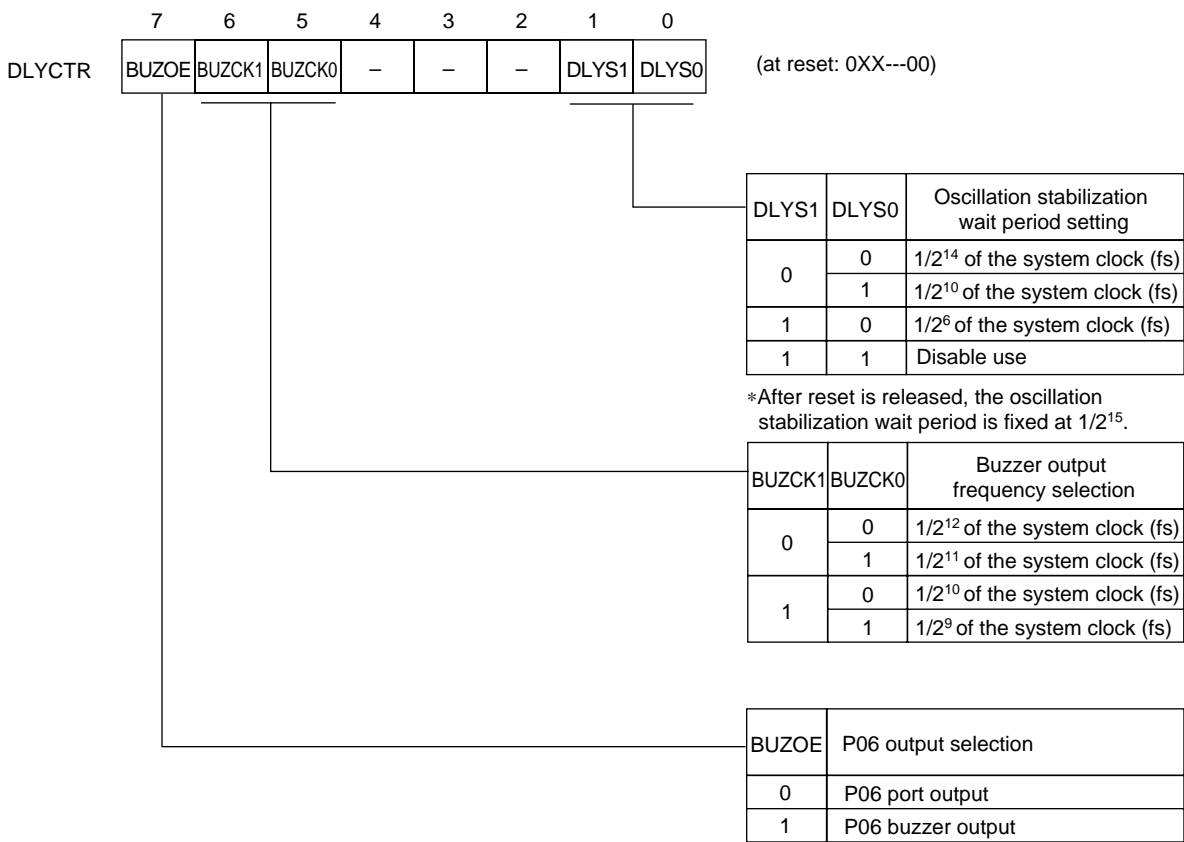 7 6 5 4 3 2 1 0
DLYCTR BUZOE BUZCK1 BUZCK0 – – – DLYS1 DLYS0 (at reset: 0XX---00)
DLYS1 DLYS0 Oscillation stabilization
wait period setting
0 0 1/2¹⁴ of the system clock (fs)
1 1/2¹⁰ of the system clock (fs)
1 0 1/2⁶ of the system clock (fs)
1 1 Disable use
*After reset is released, the oscillation
stabilization wait period is fixed at 1/2¹⁵.
BUZCK1 BUZCK0 Buzzer output
frequency selection
0 0 1/2¹² of the system clock (fs)
1 1/2¹¹ of the system clock (fs)
1 0 1/2¹⁰ of the system clock (fs)
1 1/2⁹ of the system clock (fs)
BUZOE P06 output selection
0 P06 port output
1 P06 buzzer output